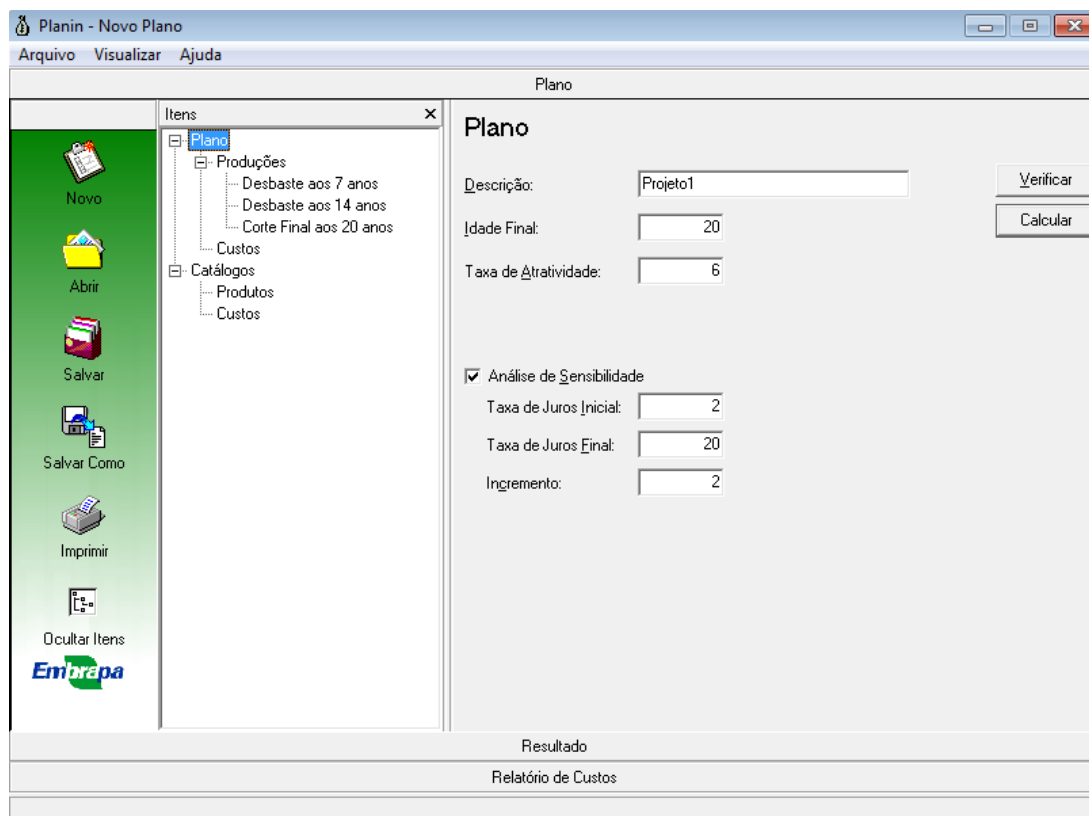 Planin - Novo Plano
Arquivo Visualizar Ajuda
Plano
Novo
Abrir
Salvar
Salvar Como
Imprimir
Ocultar Itens
Embrapa
Itens
Plano
Produções
Desbaste aos 7 anos
Desbaste aos 14 anos
Corte Final aos 20 anos
Custos
Catálogos
Produtos
Custos
Plano
Descrição: Projeto1
Idade Final: 20
Taxa de Atratividade: 6
Verificar
Calcular
Análise de Sensibilidade
Taxa de Juros Inicial: 2
Taxa de Juros Final: 20
Incremento: 2
Resultado
Relatório de Custos